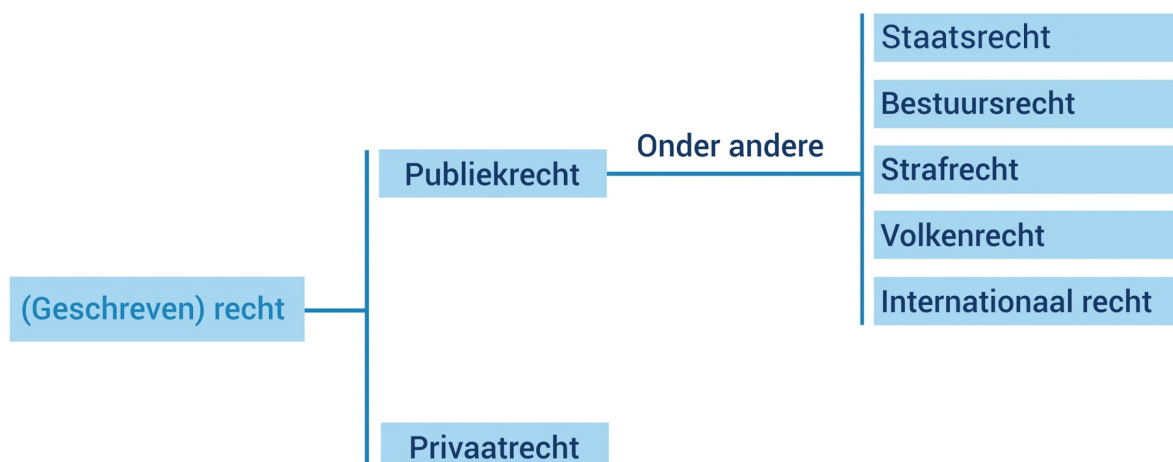 Staatsrecht
Bestuursrecht
Onder andere
Publiekrecht
Strafrecht
Volkenrecht
(Geschreven) recht
Internationaal recht
Privaatrecht